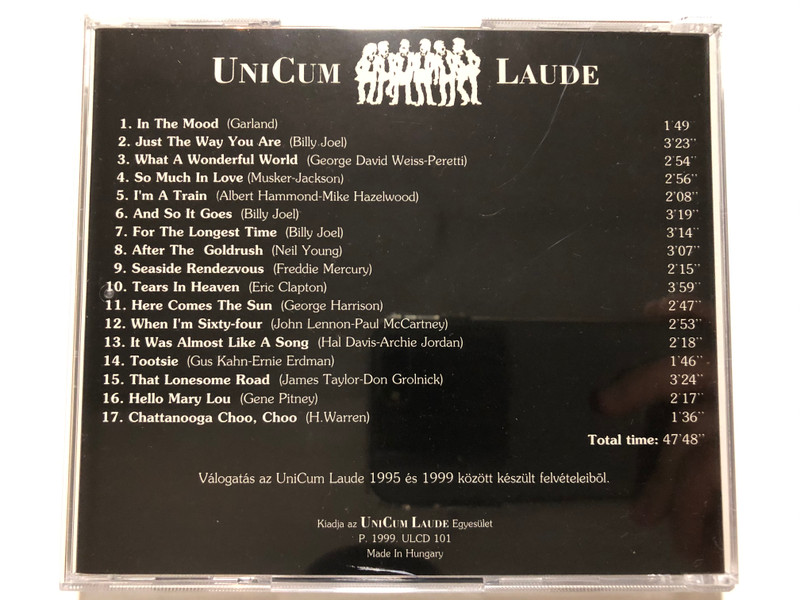 UNICUM LAUDE
1. In The Mood (Garland) 1'49''
2. Just The Way You Are (Billy Joel) 3'23''
3. What A Wonderful World (George David Weiss-Peretti) 2'54''
4. So Much In Love (Musker-Jackson) 2'56''
5. I'm A Train (Albert Hammond-Mike Hazelwood) 2'08''
6. And So It Goes (Billy Joel) 3'19''
7. For The Longest Time (Billy Joel) 3'14''
8. After The Goldrush (Neil Young) 3'07''
9. Seaside Rendezvous (Freddie Mercury) 2'15''
10. Tears In Heaven (Eric Clapton) 3'59''
11. Here Comes The Sun (George Harrison) 2'47''
12. When I'm Sixty-four (John Lennon-Paul McCartney) 2'53''
13. It Was Almost Like A Song (Hal Davis-Archie Jordan) 2'18''
14. Tootsie (Gus Kahn-Ernie Erdman) 1'46''
15. That Lonesome Road (James Taylor-Don Grolnick) 3'24''
16. Hello Mary Lou (Gene Pitney) 2'17''
17. Chattanooga Choo, Choo (H.Warren) 1'36''
Total time: 47'48''
Válogatás az UniCum Laude 1995 és 1999 között készült felvételeiből.
Kiadja az UNICUM LAUDE Egyesület
P. 1999. ULCD 101
Made In Hungary